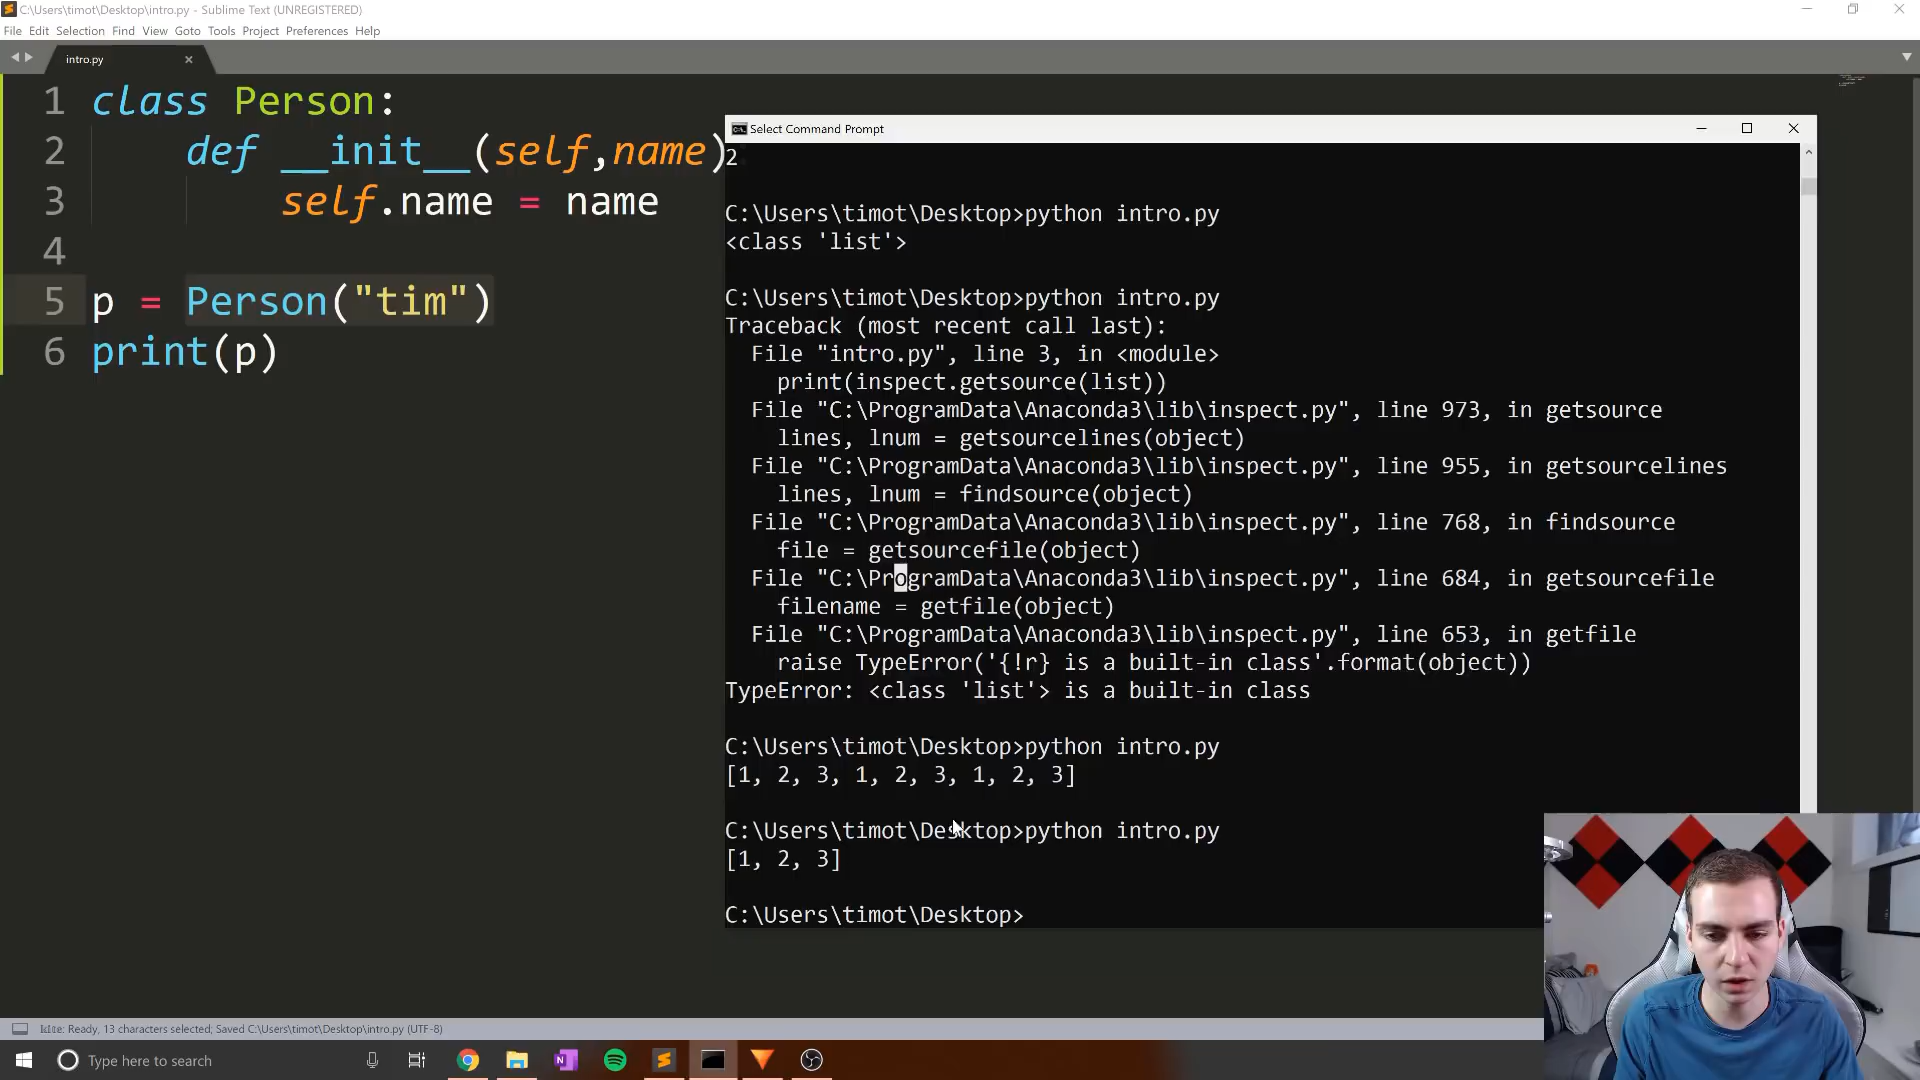 C:\Users\timot\Desktop\intro.py - Sublime Text (UNREGISTERED)
File Edit Selection Find View Goto Tools Project Preferences Help
intro.py
1 class Person:
2 def __init__(self,name)
3 self.name = name
4
5 p = Person("tim")
6 print(p)
Select Command Prompt
2
C:\Users\timot\Desktop>python intro.py
<class 'list'>
C:\Users\timot\Desktop>python intro.py
Traceback (most recent call last):
File "intro.py", line 3, in <module>
print(inspect.getsource(list))
File "C:\ProgramData\Anaconda3\lib\inspect.py", line 973, in getsource
lines, lnum = getsourcelines(object)
File "C:\ProgramData\Anaconda3\lib\inspect.py", line 955, in getsourcelines
lines, lnum = findsource(object)
File "C:\ProgramData\Anaconda3\lib\inspect.py", line 768, in findsource
file = getsourcefile(object)
File "C:\ProgramData\Anaconda3\lib\inspect.py", line 684, in getsourcefile
filename = getfile(object)
File "C:\ProgramData\Anaconda3\lib\inspect.py", line 653, in getfile
raise TypeError('{!r} is a built-in class'.format(object))
TypeError: <class 'list'> is a built-in class
C:\Users\timot\Desktop>python intro.py
[1, 2, 3, 1, 2, 3, 1, 2, 3]
C:\Users\timot\Desktop>python intro.py
[1, 2, 3]
C:\Users\timot\Desktop>
Ready, 13 characters selected; Saved C:\Users\timot\Desktop\intro.py (UTF-8)
Type here to search